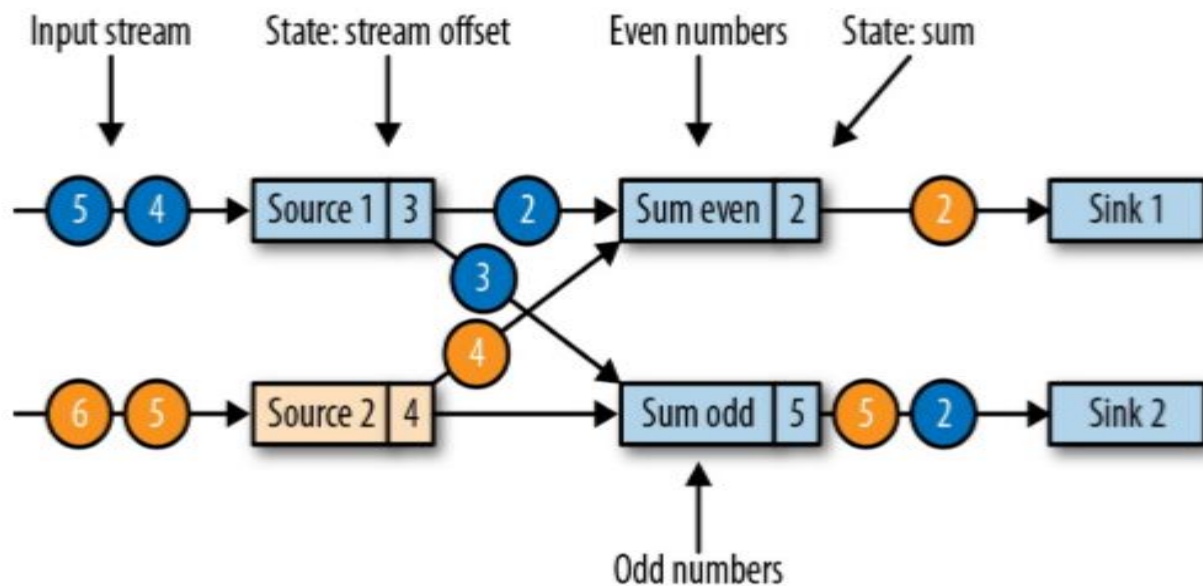 Input stream
State: stream offset
Even numbers
State: sum
5
4
Source 1
3
2
Sum even
2
2
Sink 1
3
4
6
5
Source 2
4
Sum odd
5
5
2
Sink 2
Odd numbers